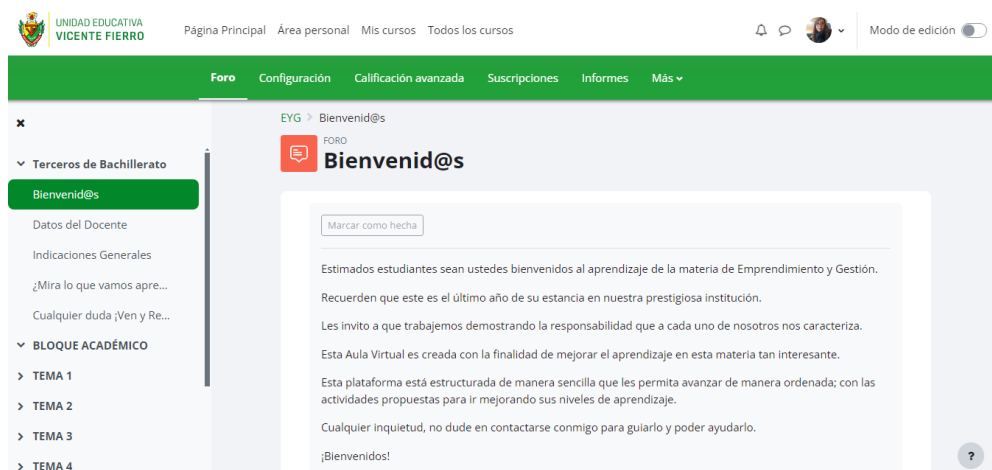 UNIDAD EDUCATIVA
VICENTE FIERRO
Página Principal Área personal Mis cursos Todos los cursos
Modo de edición
Foro Configuración Calificación avanzada Suscripciones Informes Más
EYG > Bienvenid@s
FORO
Bienvenid@s
Terceros de Bachillerato
Bienvenid@s
Datos del Docente
Indicaciones Generales
¿Mira lo que vamos apre...
Cualquier duda ¡Ven y Re...
BLOQUE ACADÉMICO
TEMA 1
TEMA 2
TEMA 3
TEMA 4
Marcar como hecha
Estimados estudiantes sean ustedes bienvenidos al aprendizaje de la materia de Emprendimiento y Gestión.
Recuerden que este es el último año de su estancia en nuestra prestigiosa institución.
Les invito a que trabajemos demostrando la responsabilidad que a cada uno de nosotros nos caracteriza.
Esta Aula Virtual es creada con la finalidad de mejorar el aprendizaje en esta materia tan interesante.
Esta plataforma está estructurada de manera sencilla que les permita avanzar de manera ordenada; con las
actividades propuestas para ir mejorando sus niveles de aprendizaje.
Cualquier inquietud, no dude en contactarse conmigo para guiarlo y poder ayudarlo.
¡Bienvenidos!
?